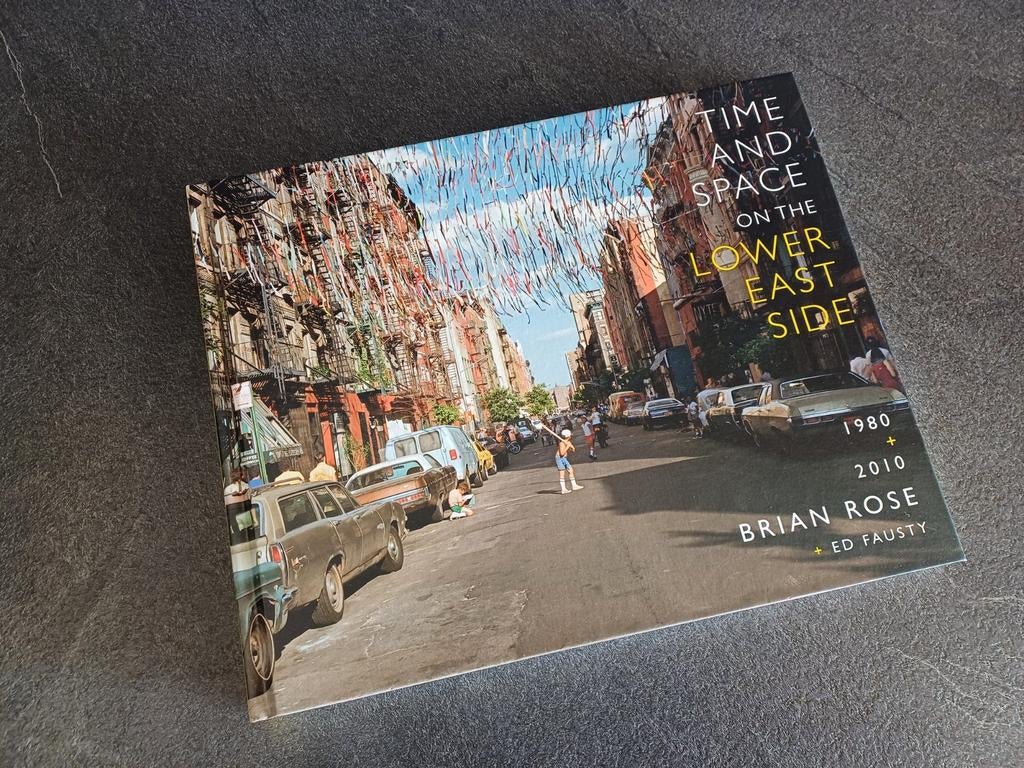 TIME
AND
SPACE
ON THE
LOWER
EAST
SIDE
1980
+
2010
BRIAN ROSE
+ ED FAUSTY